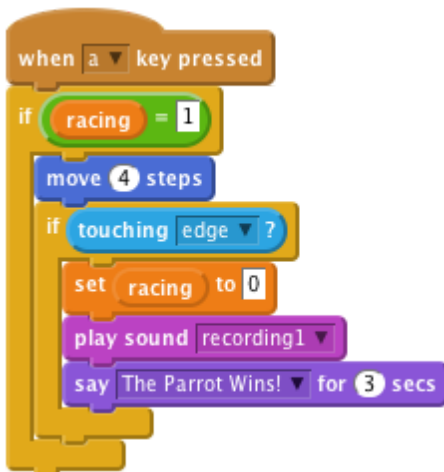 when a key pressed
if racing = 1
move 4 steps
if touching edge ?
set racing to 0
play sound recording1
say The Parrot Wins! for 3 secs